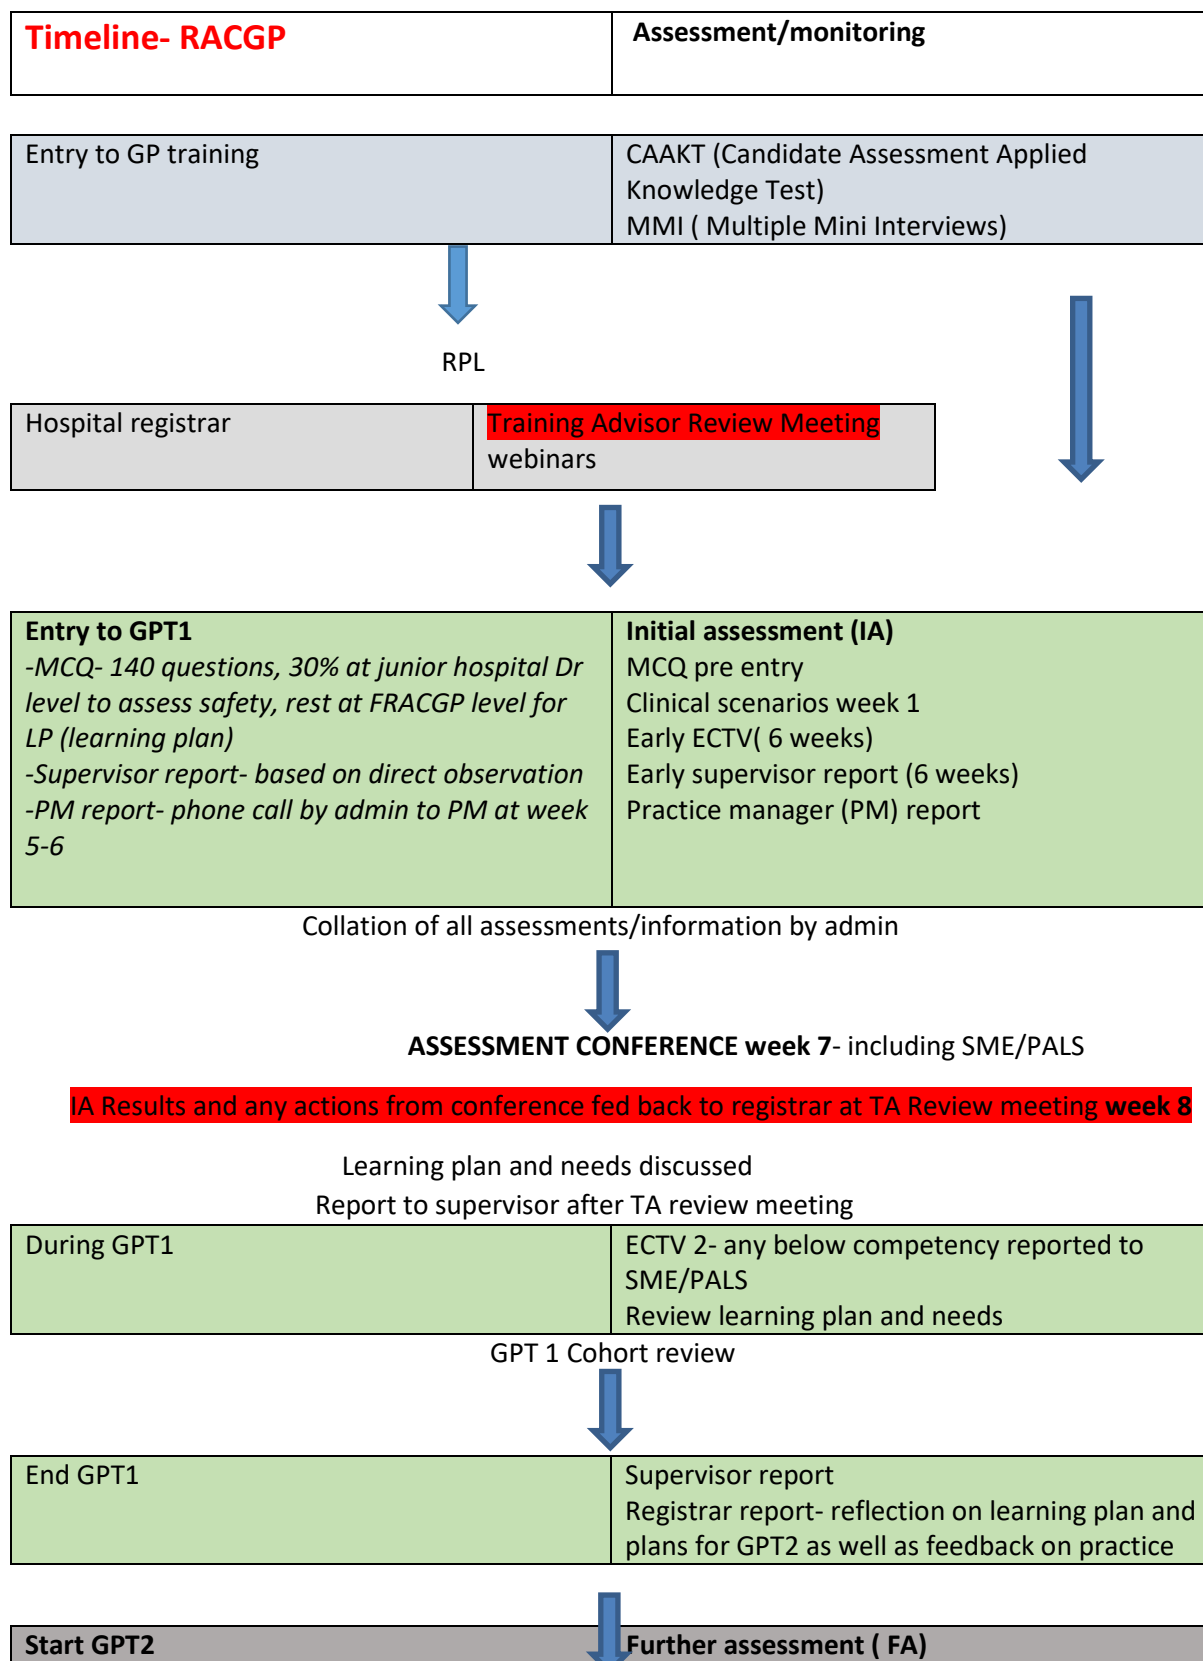 Timeline- RACGP
Assessment/monitoring
Entry to GP training
CAAKT (Candidate Assessment Applied
Knowledge Test)
MMI ( Multiple Mini Interviews)
RPL
Hospital registrar
Training Advisor Review Meeting
webinars
Entry to GPT1
-MCQ- 140 questions, 30% at junior hospital Dr
level to assess safety, rest at FRACGP level for
LP (learning plan)
-Supervisor report- based on direct observation
-PM report- phone call by admin to PM at week
5-6
Initial assessment (IA)
MCQ pre entry
Clinical scenarios week 1
Early ECTV( 6 weeks)
Early supervisor report (6 weeks)
Practice manager (PM) report
Collation of all assessments/information by admin
ASSESSMENT CONFERENCE week 7- including SME/PALS
IA Results and any actions from conference fed back to registrar at TA Review meeting week 8
Learning plan and needs discussed
Report to supervisor after TA review meeting
During GPT1
ECTV 2- any below competency reported to
SME/PALS
Review learning plan and needs
GPT 1 Cohort review
End GPT1
Supervisor report
Registrar report- reflection on learning plan and
plans for GPT2 as well as feedback on practice
Start GPT2
Further assessment ( FA)